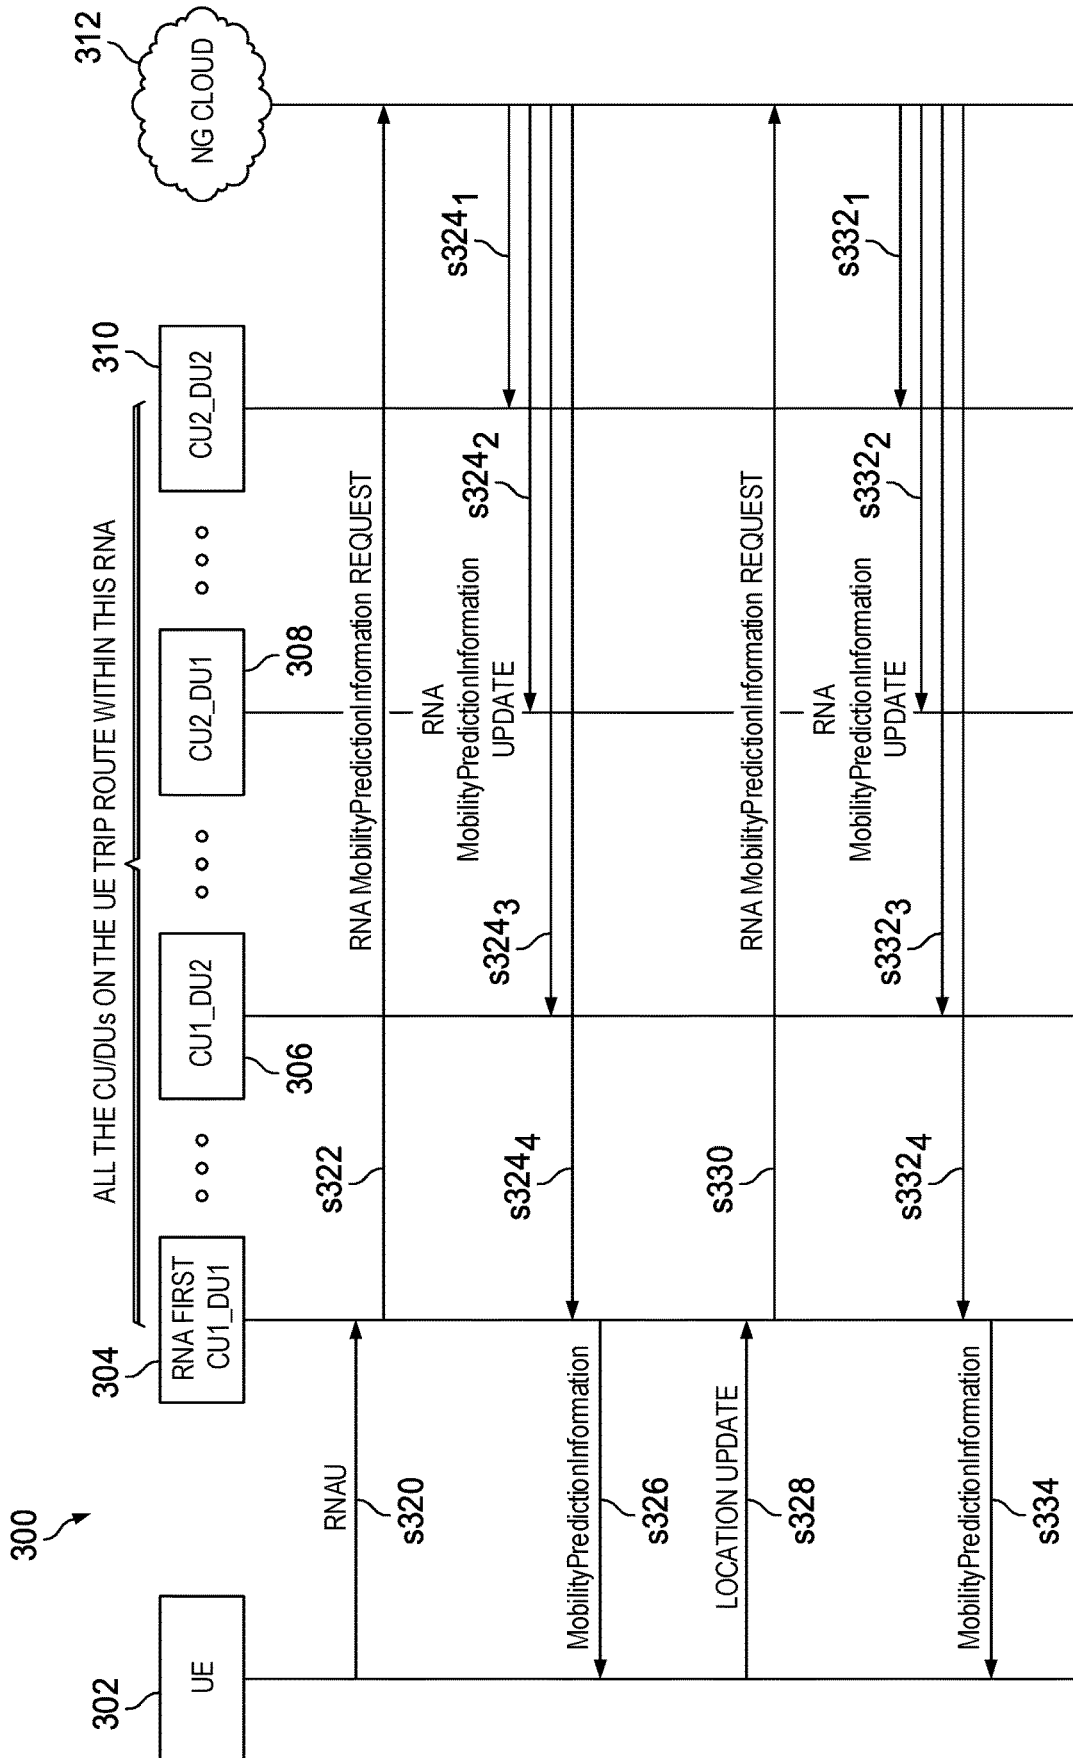 300
ALL THE CU/DUs ON THE UE TRIP ROUTE WITHIN THIS RNA
302
304
306
308
310
312
UE
RNA FIRST
CU1_DU1
CU1_DU2
CU2_DU1
CU2_DU2
NG CLOUD
RNAU
s320
s322
RNA MobilityPredictionInformation REQUEST
RNA
MobilityPredictionInformation
UPDATE
s324₁
s324₂
s324₃
s324₄
MobilityPredictionInformation
s326
LOCATION UPDATE
s328
s330
RNA MobilityPredictionInformation REQUEST
RNA
MobilityPredictionInformation
UPDATE
s332₁
s332₂
s332₃
s332₄
MobilityPredictionInformation
s334